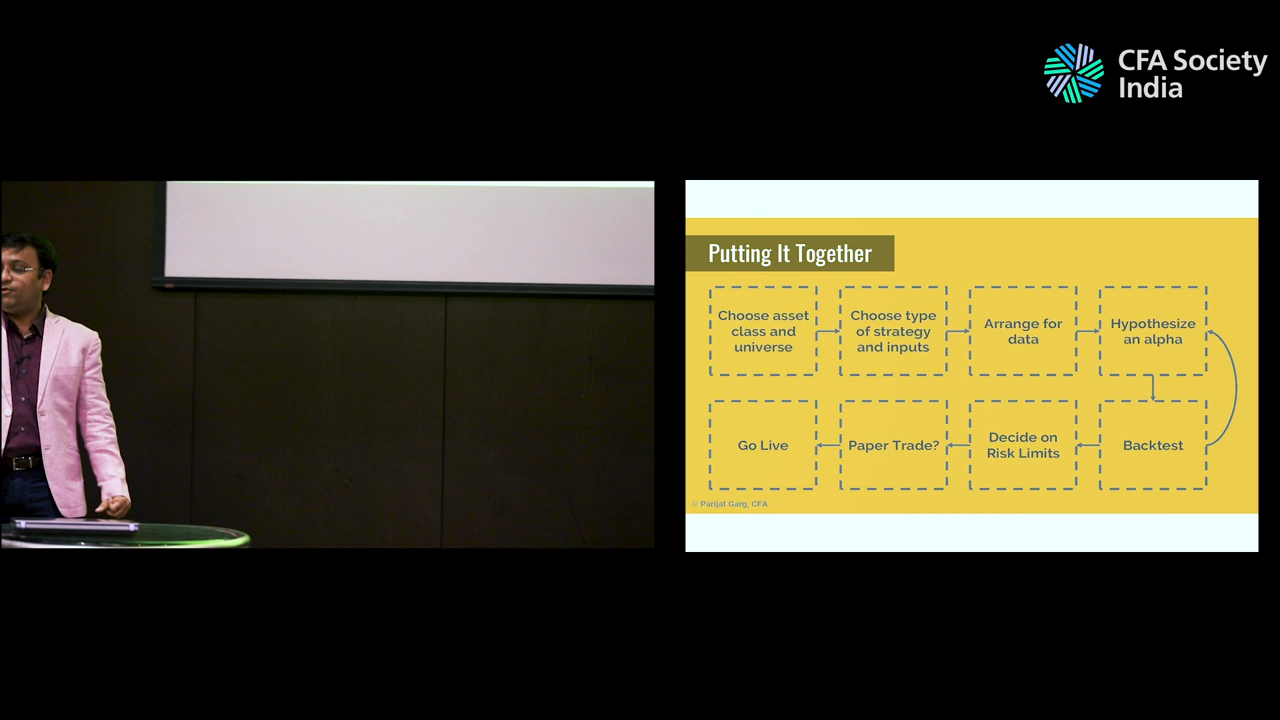 CFA Society
India
Putting It Together
Choose asset
class and
universe
Choose type
of strategy
and inputs
Arrange for
data
Hypothesize
an alpha
Go Live
Paper Trade?
Decide on
Risk Limits
Backtest
© Parijat Garg, CFA